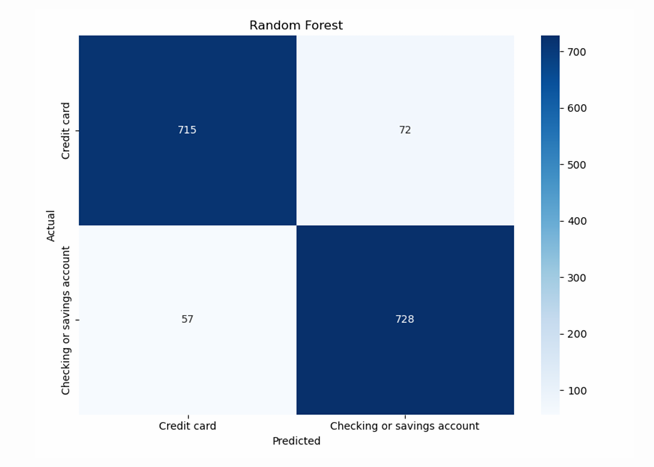 Random Forest
Credit card
715
72
Actual
Checking or savings account
57
728
Credit card
Checking or savings account
Predicted
700
600
500
400
300
200
100